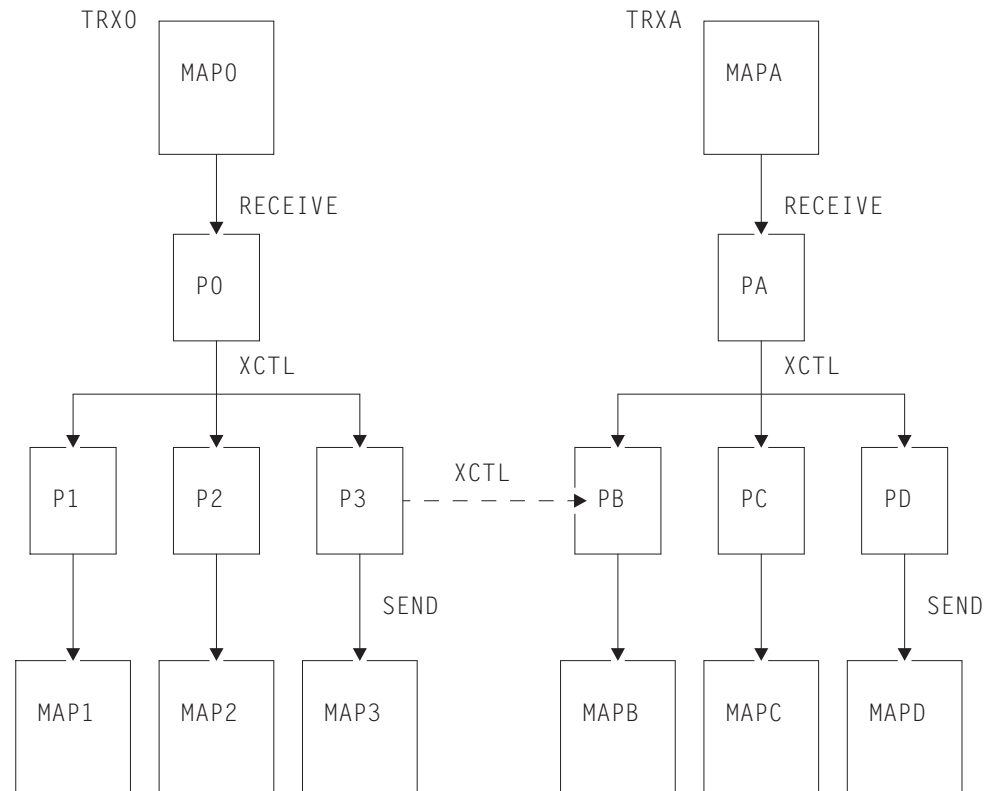 TRX0 TRXA
MAP0 MAPA
RECEIVE RECEIVE
P0 PA
XCTL XCTL
P1 P2 P3 XCTL PB PC PD
SEND SEND
MAP1 MAP2 MAP3 MAPB MAPC MAPD